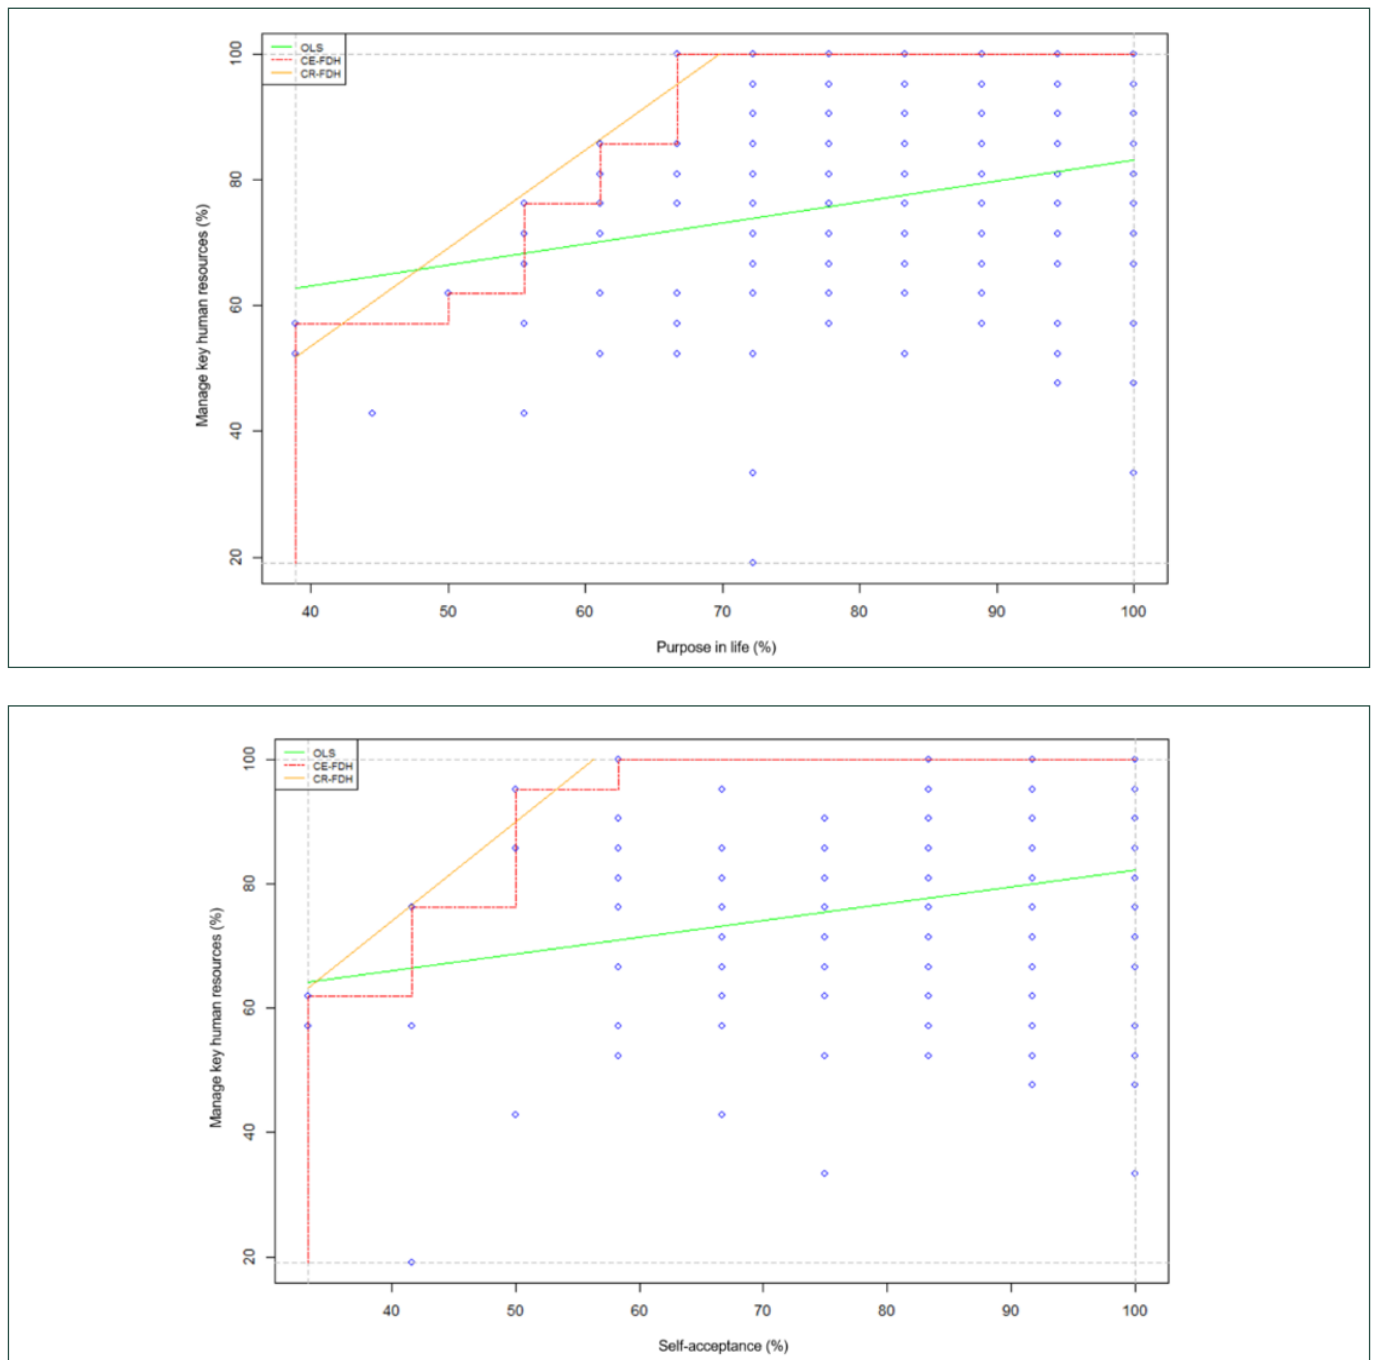 OLS
CE-FDH
CR-FDH
100
80
60
40
20
Manage key human resources (%)
40 50 60 70 80 90 100
Purpose in life (%)
OLS
CE-FDH
CR-FDH
100
80
60
40
20
Manage key human resources (%)
40 50 60 70 80 90 100
Self-acceptance (%)